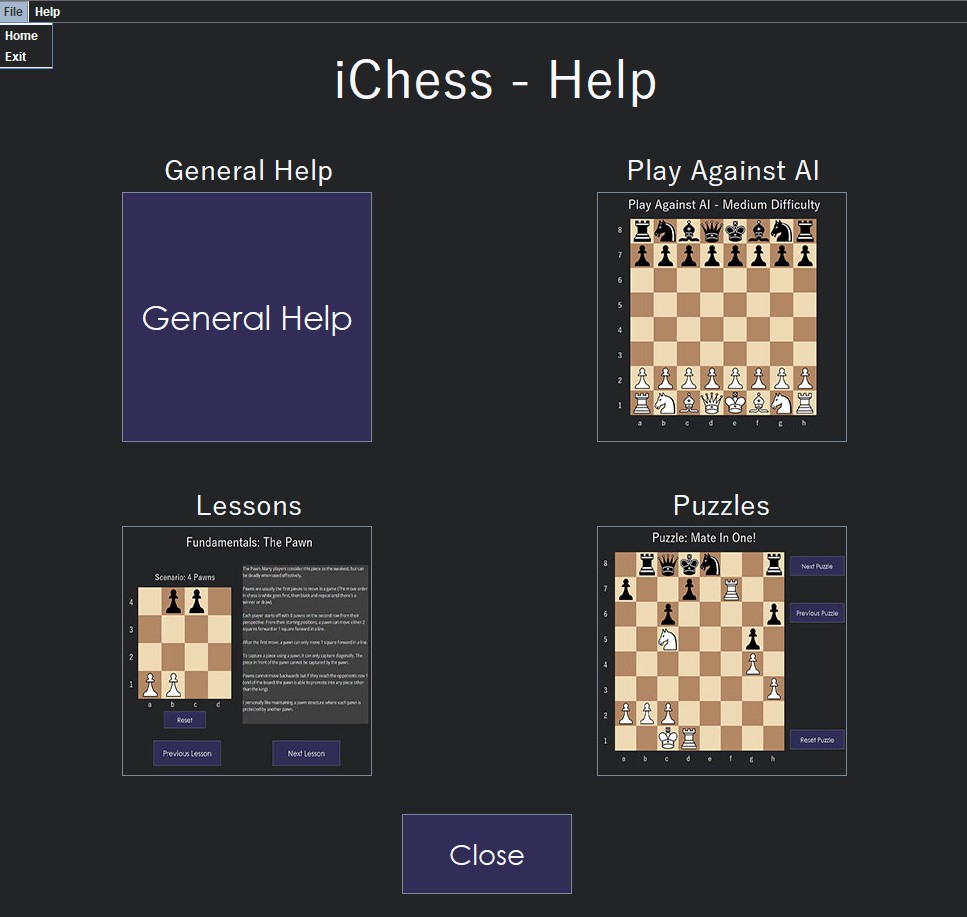 File Help
Home
Exit
iChess - Help
General Help
General Help
Play Against AI
Play Against AI - Medium Difficulty
8
7
6
5
4
3
2
1
a b c d e f g h
Lessons
Fundamentals: The Pawn
Scenario: 4 Pawns
4
3
2
1
a b c d
Reset
Previous Lesson
The Pawn. Many players consider this piece as the weakest, but can
be deadly when used effectively.
Pawns are usually the first pieces to move in a game (The move order
in chess is white goes first, then black and repeat until there's a
winner or draw).
Each player starts off with 8 pawns on the second row from their
perspective. From their starting positions, a pawn can move either 2
squares forward or 1 square forward in a line.
After the first move, a pawn can only move 1 square forward in a line.
To capture a piece using a pawn, it can only capture diagonally. The
piece in front of the pawn cannot be captured by the pawn.
Pawns cannot move backwards but if they reach the opponents row 1
(end of the board) the pawn is able to promote into any piece other
than the king).
I personally like maintaining a pawn structure where each pawn is
protected by another pawn.
Next Lesson
Puzzles
Puzzle: Mate In One!
8
7
6
5
4
3
2
1
a b c d e f g h
Next Puzzle
Previous Puzzle
Reset Puzzle
Close